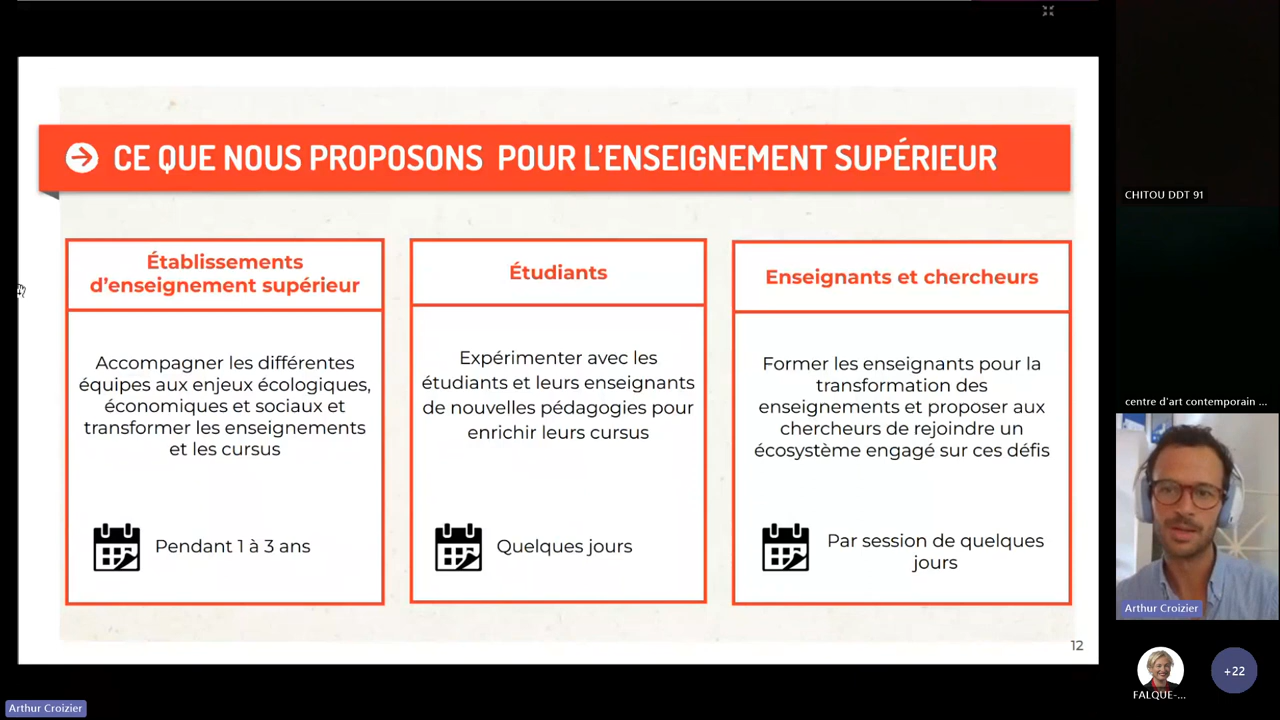 CE QUE NOUS PROPOSONS POUR L'ENSEIGNEMENT SUPÉRIEUR
Établissements
d'enseignement supérieur
Accompagner les différentes
équipes aux enjeux écologiques,
économiques et sociaux et
transformer les enseignements
et les cursus
Pendant 1 à 3 ans
Étudiants
Expérimenter avec les
étudiants et leurs enseignants
de nouvelles pédagogies pour
enrichir leurs cursus
Quelques jours
Enseignants et chercheurs
Former les enseignants pour la
transformation des
enseignements et proposer aux
chercheurs de rejoindre un
écosystème engagé sur ces défis
Par session de quelques
jours
12
CHITOU DDT 91
centre d'art contemporain ...
Arthur Croizier
FALQUE-...
+22
Arthur Croizier